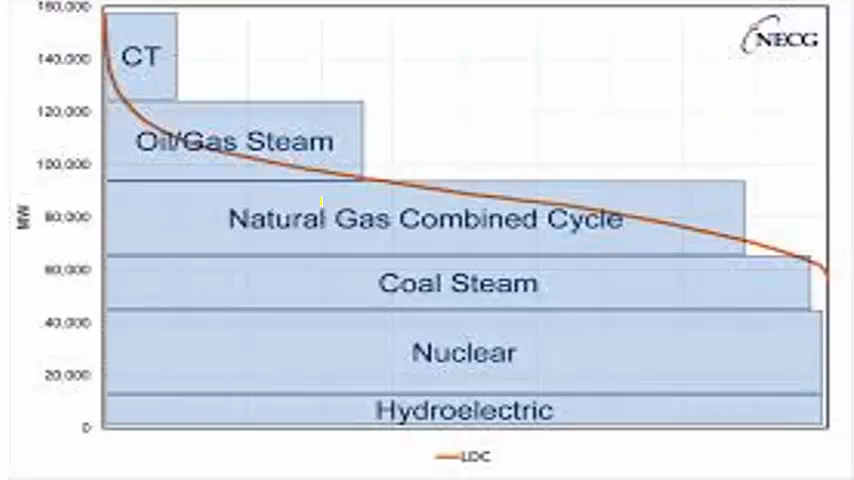 160,000
140,000
120,000
100,000
80,000
60,000
40,000
20,000
0
MW
NECG
CT
Oil/Gas Steam
Natural Gas Combined Cycle
Coal Steam
Nuclear
Hydroelectric
LDC